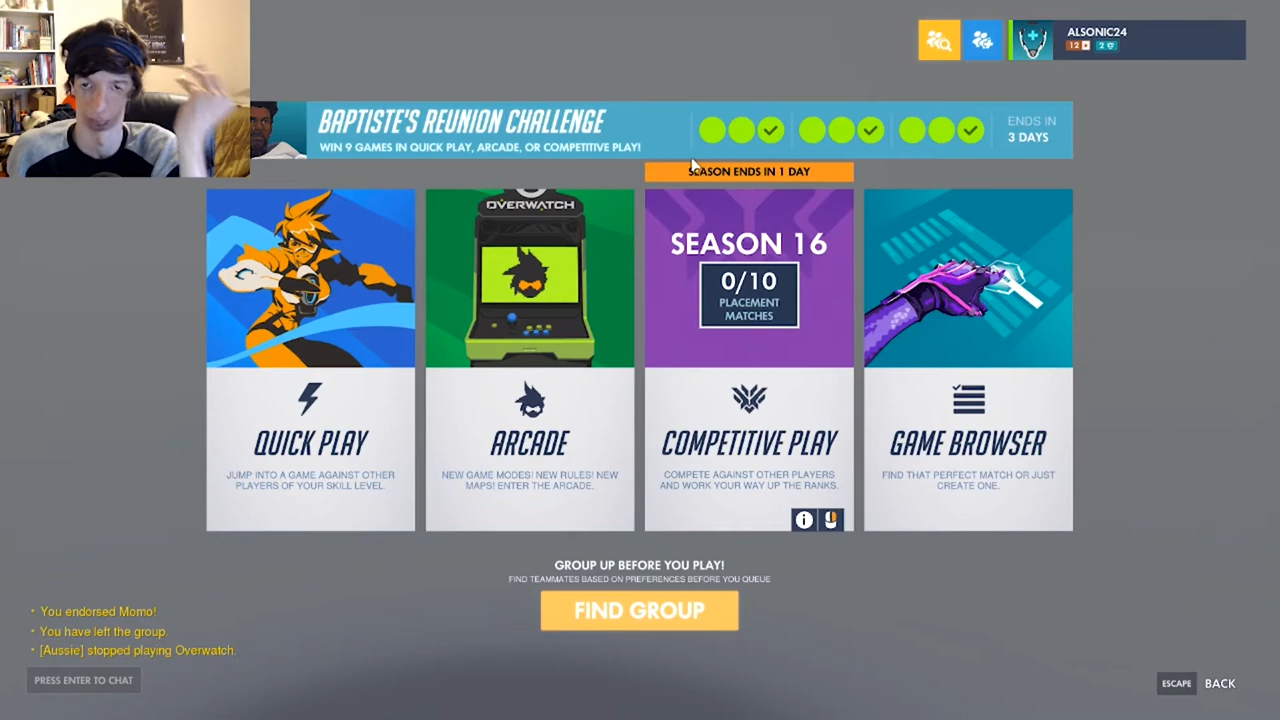 ALSONIC24
12 2
BAPTISTE'S REUNION CHALLENGE
WIN 9 GAMES IN QUICK PLAY, ARCADE, OR COMPETITIVE PLAY!
ENDS IN
3 DAYS
SEASON ENDS IN 1 DAY
OVERWATCH
SEASON 16
0/10
PLACEMENT
MATCHES
QUICK PLAY
JUMP INTO A GAME AGAINST OTHER
PLAYERS OF YOUR SKILL LEVEL.
ARCADE
NEW GAME MODES! NEW RULES! NEW
MAPS! ENTER THE ARCADE.
COMPETITIVE PLAY
COMPETE AGAINST OTHER PLAYERS
AND WORK YOUR WAY UP THE RANKS.
GAME BROWSER
FIND THAT PERFECT MATCH OR JUST
CREATE ONE.
GROUP UP BEFORE YOU PLAY!
FIND TEAMMATES BASED ON PREFERENCES BEFORE YOU QUEUE
FIND GROUP
• You endorsed Momo!
• You have left the group.
• [Aussie] stopped playing Overwatch.
PRESS ENTER TO CHAT
ESCAPE BACK